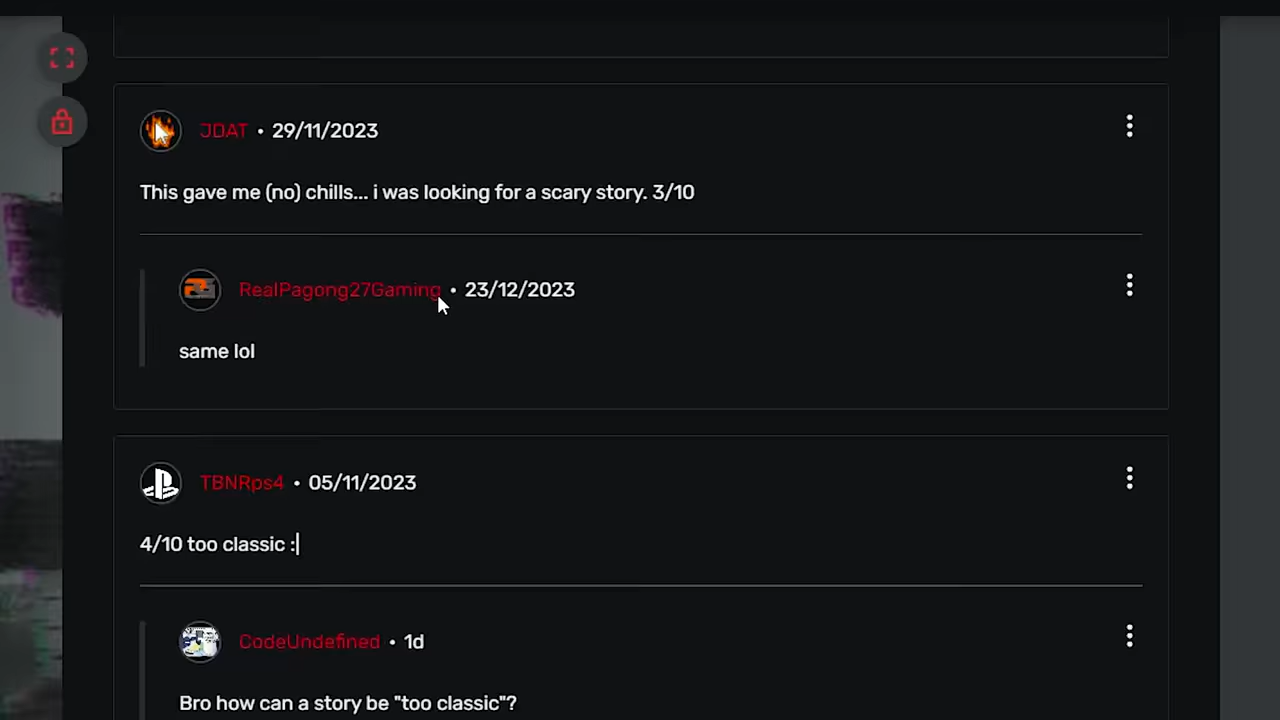 JDAT • 29/11/2023
This gave me (no) chills... i was looking for a scary story. 3/10
RealPagong27Gaming • 23/12/2023
same lol
TBNRps4 • 05/11/2023
4/10 too classic :|
CodeUndefined • 1d
Bro how can a story be "too classic"?